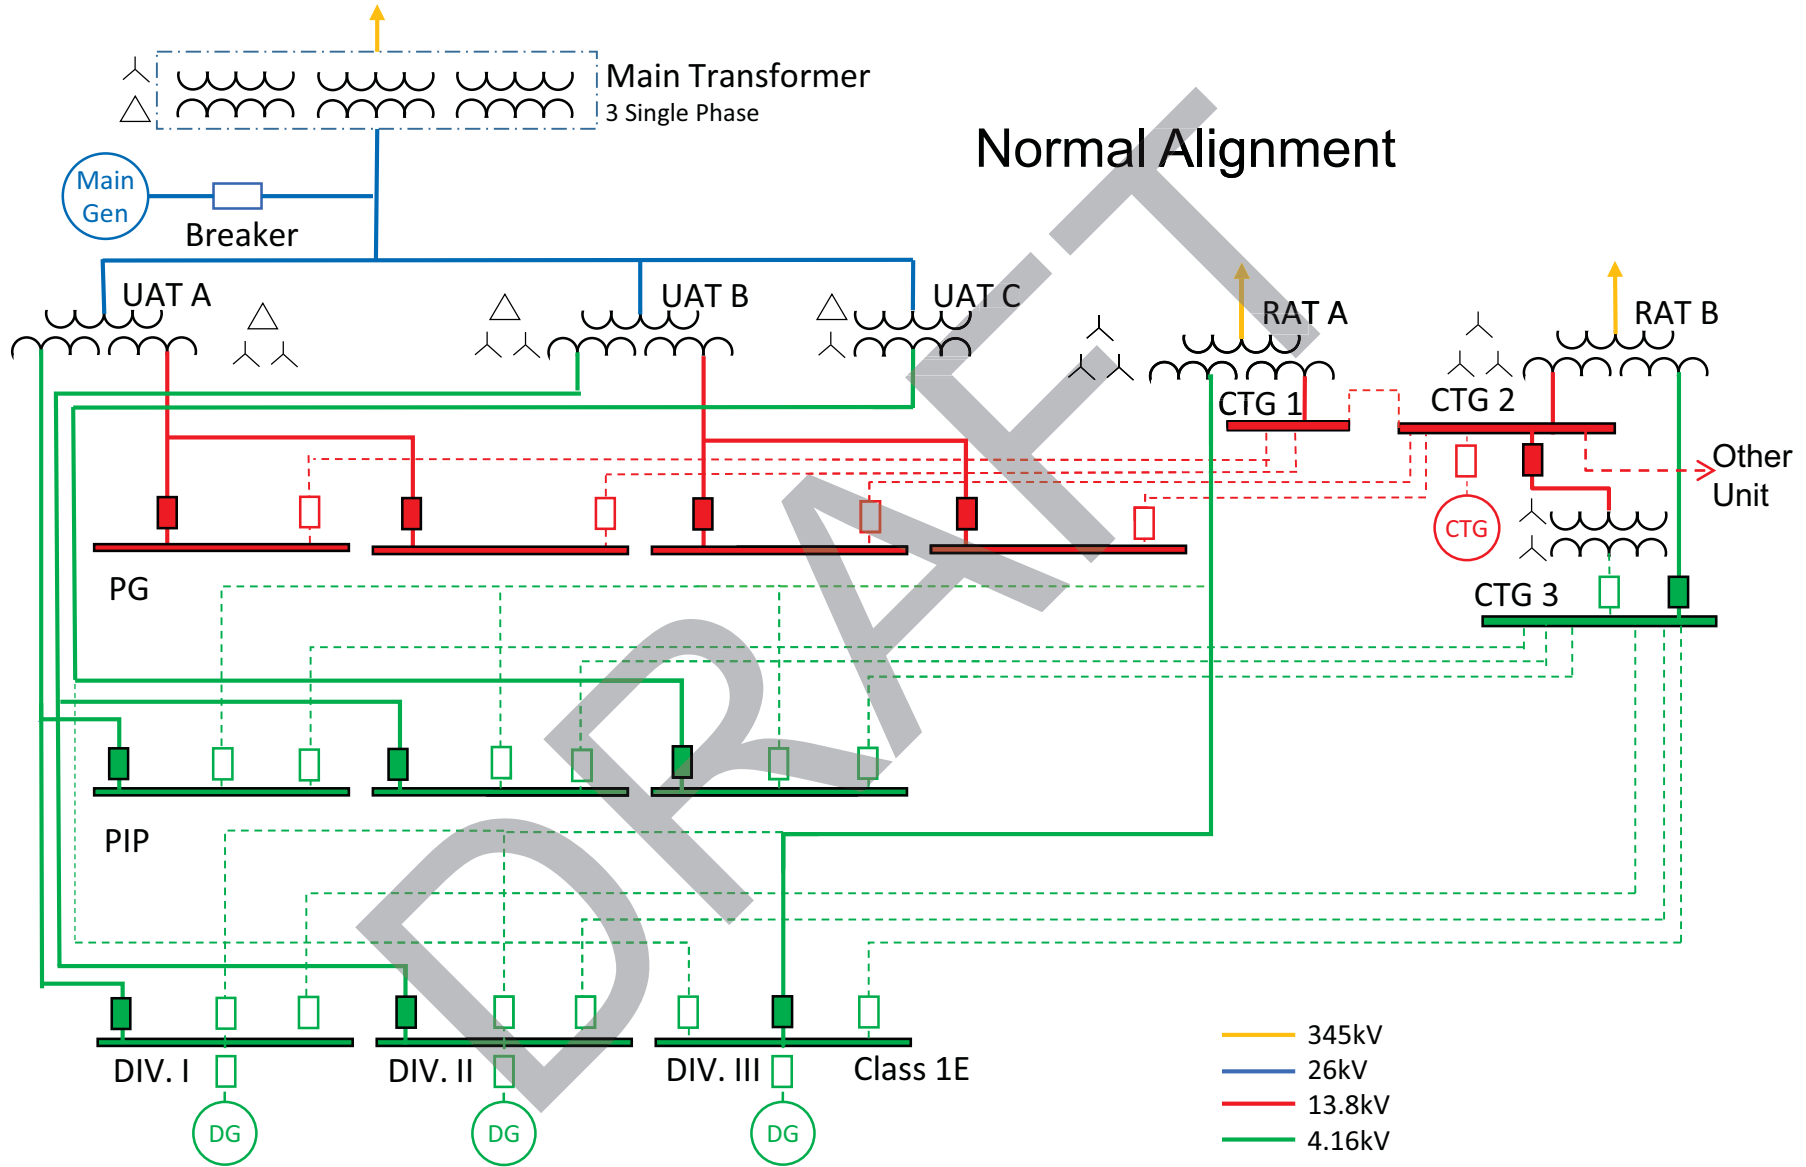 Main Transformer
3 Single Phase
Normal Alignment
Main
Gen
Breaker
UAT A
UAT B
UAT C
RAT A
RAT B
CTG 1
CTG 2
Other
Unit
CTG
PG
CTG 3
PIP
DIV. I
DIV. II
DIV. III
Class 1E
DG
DG
DG
345kV
26kV
13.8kV
4.16kV
DRAFT